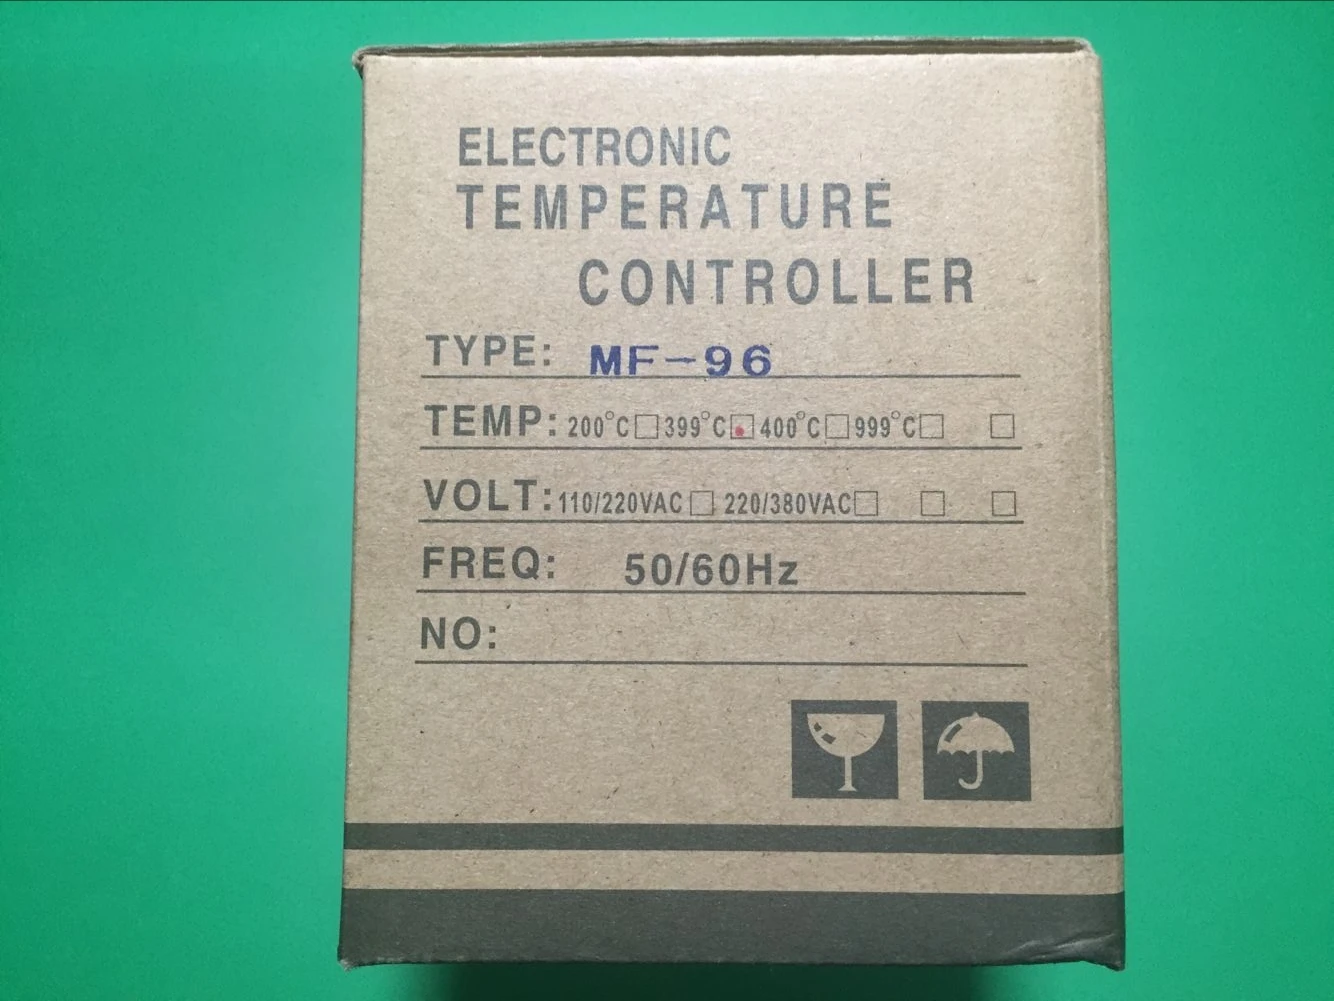 ELECTRONIC
TEMPERATURE
CONTROLLER
TYPE: MF-96
TEMP: 200°C□ 399°C□ 400°C□ 999°C□ □
VOLT: 110/220VAC□ 220/380VAC□ □ □
FREQ: 50/60Hz
NO: